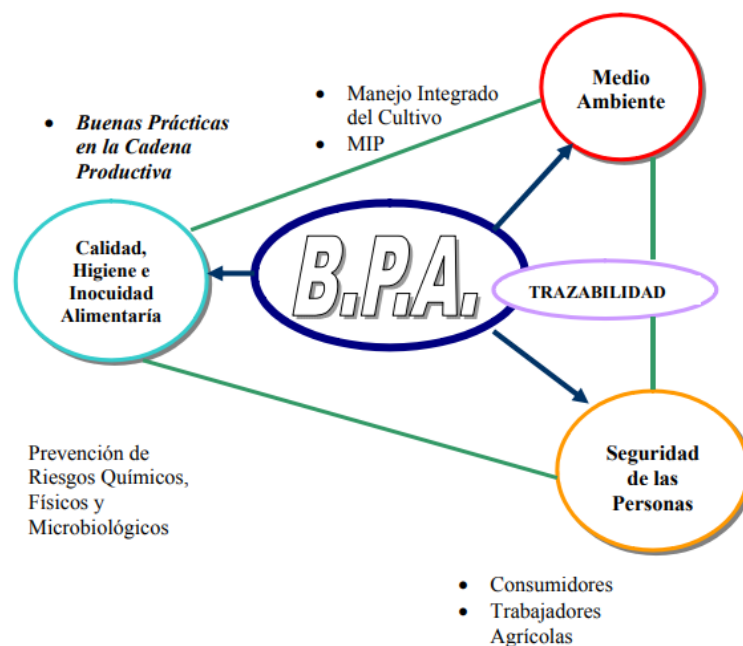 Medio
Ambiente
• Manejo Integrado
del Cultivo
• MIP
• Buenas Prácticas
en la Cadena
Productiva
Calidad,
Higiene e
Inocuidad
Alimentaría
B.P.A.
TRAZABILIDAD
Prevención de
Riesgos Químicos,
Físicos y
Microbiológicos
Seguridad
de las
Personas
• Consumidores
• Trabajadores
Agrícolas